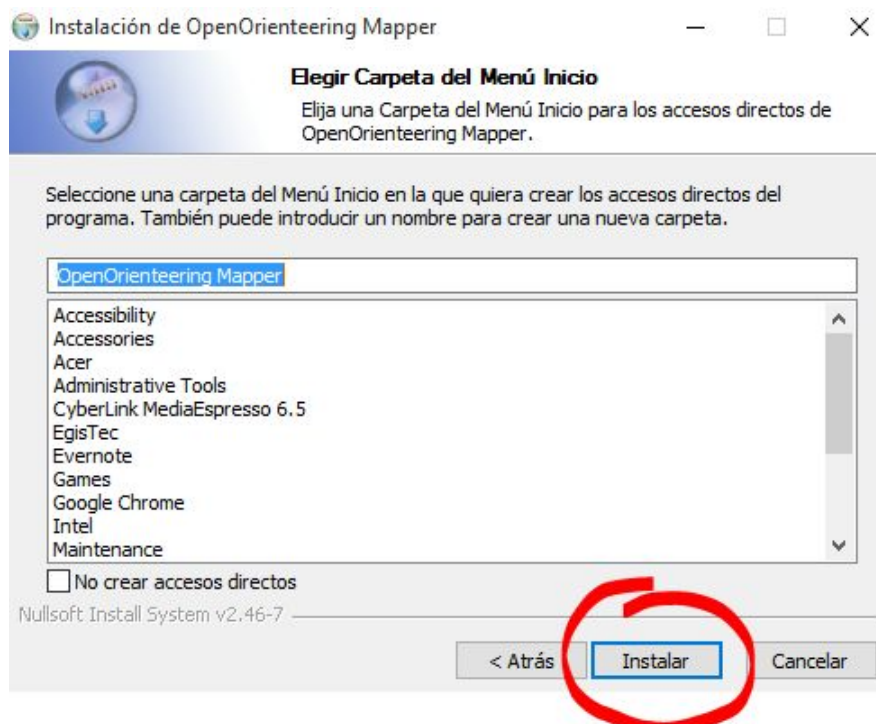 Instalación de OpenOrienteering Mapper
Elegir Carpeta del Menú Inicio
Elija una Carpeta del Menú Inicio para los accesos directos de
OpenOrienteering Mapper.
Seleccione una carpeta del Menú Inicio en la que quiera crear los accesos directos del
programa. También puede introducir un nombre para crear una nueva carpeta.
OpenOrienteering Mapper
Accessibility
Accessories
Acer
Administrative Tools
CyberLink MediaEspresso 6.5
EgisTec
Evernote
Games
Google Chrome
Intel
Maintenance
No crear accesos directos
Nullsoft Install System v2.46-7
< Atrás Instalar Cancelar